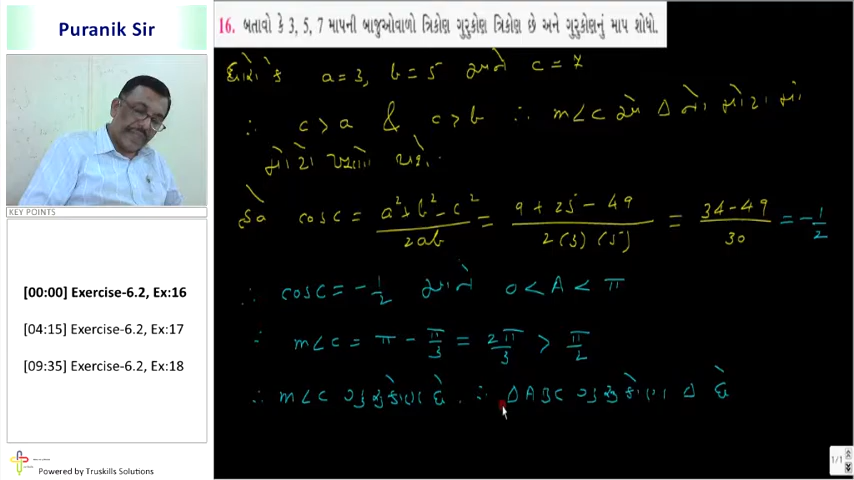 Puranik Sir
16. બતાવો કે 3, 5, 7 માપની બાજુઓવાળો ત્રિકોણ ગુરુકોણ ત્રિકોણ છે અને ગુરુકોણનું માપ શોધો.
ધારો કે a = 3, b = 5 અને c = 7
∴ c > a & c > b ∴ m∠C એ Δ નો મોટા માં
મોટો ખૂણો થશે.
હવે cos C = (a² + b² - c²) / 2ab = (9 + 25 - 49) / 2(3)(5) = (34 - 49) / 30 = -1/2
∴ cos C = -1/2 અને 0 < A < π
∴ m∠C = π - π/3 = 2π/3 > π/2
∴ m∠C ગુરુકોણ છે. ∴ ΔABC ગુરુકોણ Δ છે
KEY POINTS
[00:00] Exercise-6.2, Ex:16
[04:15] Exercise-6.2, Ex:17
[09:35] Exercise-6.2, Ex:18
Powered by Truskills Solutions
1/1